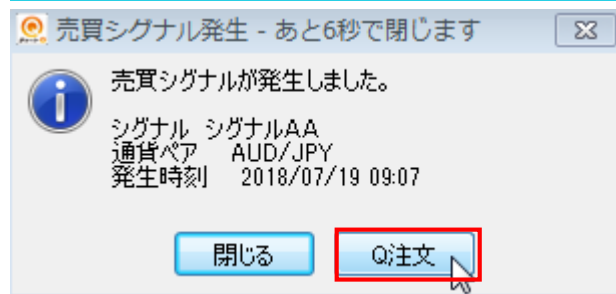 売買シグナル発生 - あと6秒で閉じます
売買シグナルが発生しました。
シグナル シグナルAA
通貨ペア AUD/JPY
発生時刻 2018/07/19 09:07
閉じる
Q注文